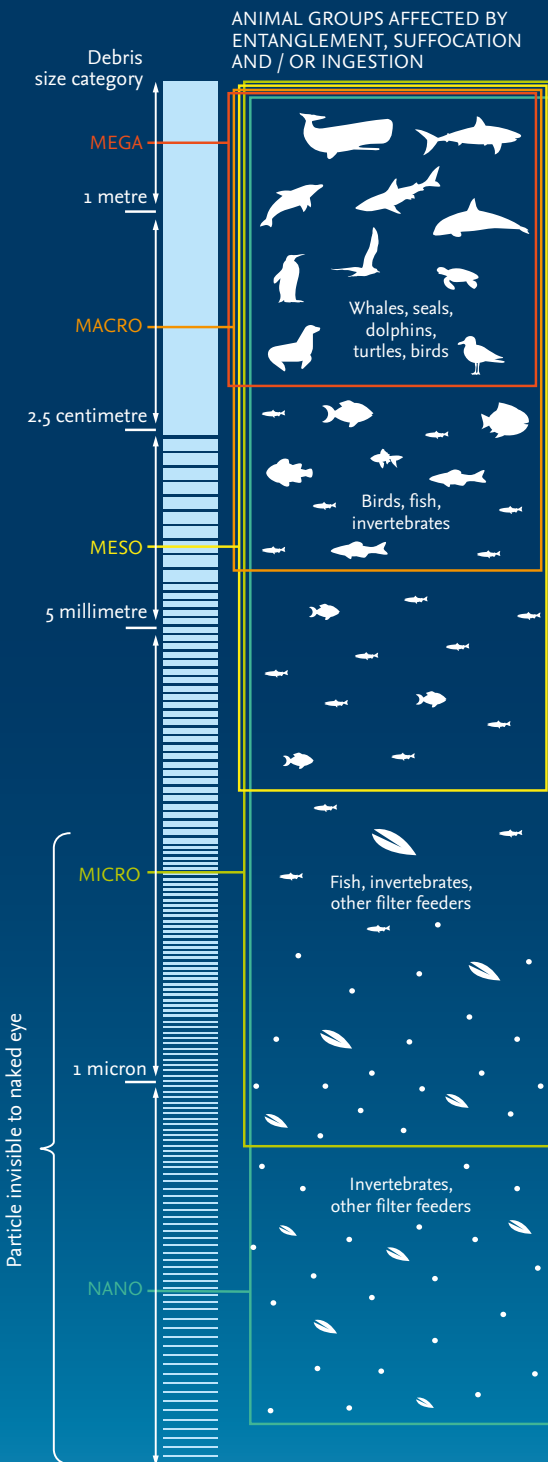 ANIMAL GROUPS AFFECTED BY
ENTANGLEMENT, SUFFOCATION
AND / OR INGESTION
Debris
size category
MEGA
1 metre
Whales, seals,
dolphins,
turtles, birds
MACRO
2.5 centimetre
Birds, fish,
invertebrates
MESO
5 millimetre
MICRO
Fish, invertebrates,
other filter feeders
Particle invisible to naked eye
1 micron
Invertebrates,
other filter feeders
NANO